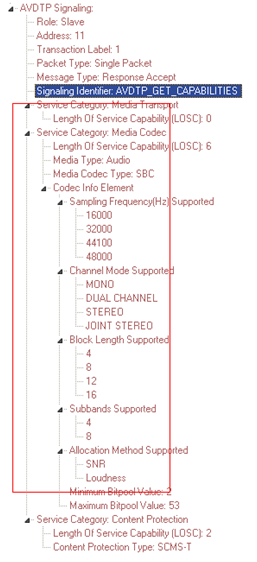 AVDTP Signaling:
Role: Slave
Address: 11
Transaction Label: 1
Packet Type: Single Packet
Message Type: Response Accept
Signaling Identifier: AVDTP_GET_CAPABILITIES
Service Category: Media Transport
Length Of Service Capability (LOSC): 0
Service Category: Media Codec
Length Of Service Capability (LOSC): 6
Media Type: Audio
Media Codec Type: SBC
Codec Info Element
Sampling Frequency(Hz) Supported
16000
32000
44100
48000
Channel Mode Supported
MONO
DUAL CHANNEL
STEREO
JOINT STEREO
Block Length Supported
4
8
12
16
Subbands Supported
4
8
Allocation Method Supported
SNR
Loudness
Minimum Bitpool Value: 2
Maximum Bitpool Value: 53
Service Category: Content Protection
Length Of Service Capability (LOSC): 2
Content Protection Type: SCMS-T